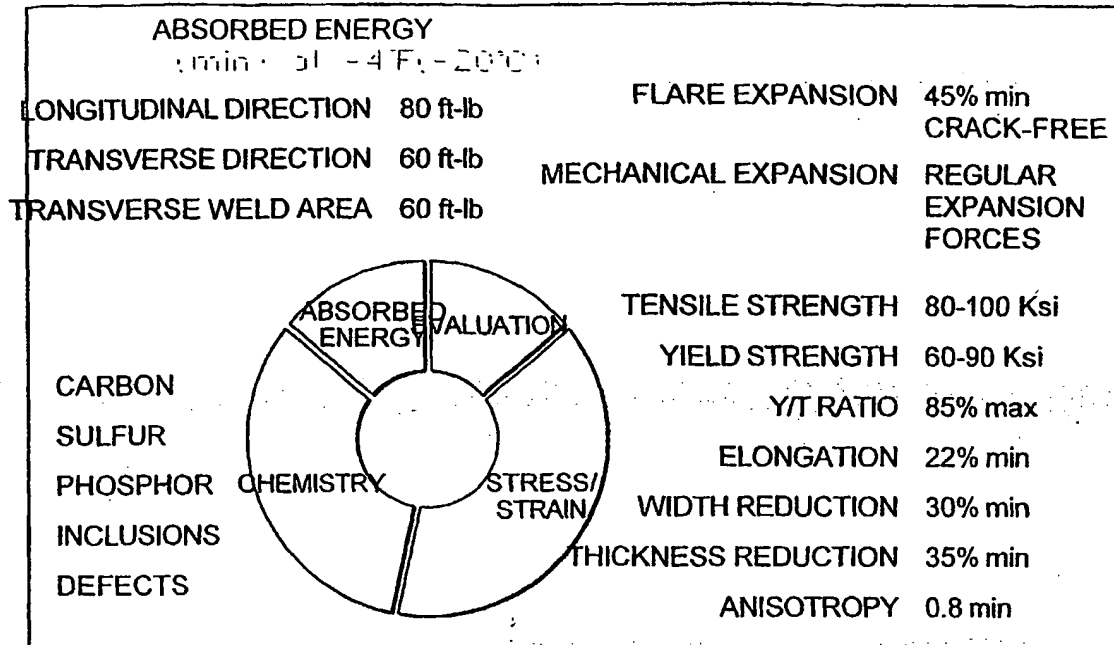 ABSORBED ENERGY
LONGITUDINAL DIRECTION 80 ft-lb
TRANSVERSE DIRECTION 60 ft-lb
TRANSVERSE WELD AREA 60 ft-lb
FLARE EXPANSION 45% min
CRACK-FREE
MECHANICAL EXPANSION REGULAR
EXPANSION
FORCES
ABSORBED
ENERGY
EVALUATION
CHEMISTRY
STRESS/
STRAIN
CARBON
SULFUR
PHOSPHOR
INCLUSIONS
DEFECTS
TENSILE STRENGTH 80-100 Ksi
YIELD STRENGTH 60-90 Ksi
Y/T RATIO 85% max
ELONGATION 22% min
WIDTH REDUCTION 30% min
THICKNESS REDUCTION 35% min
ANISOTROPY 0.8 min